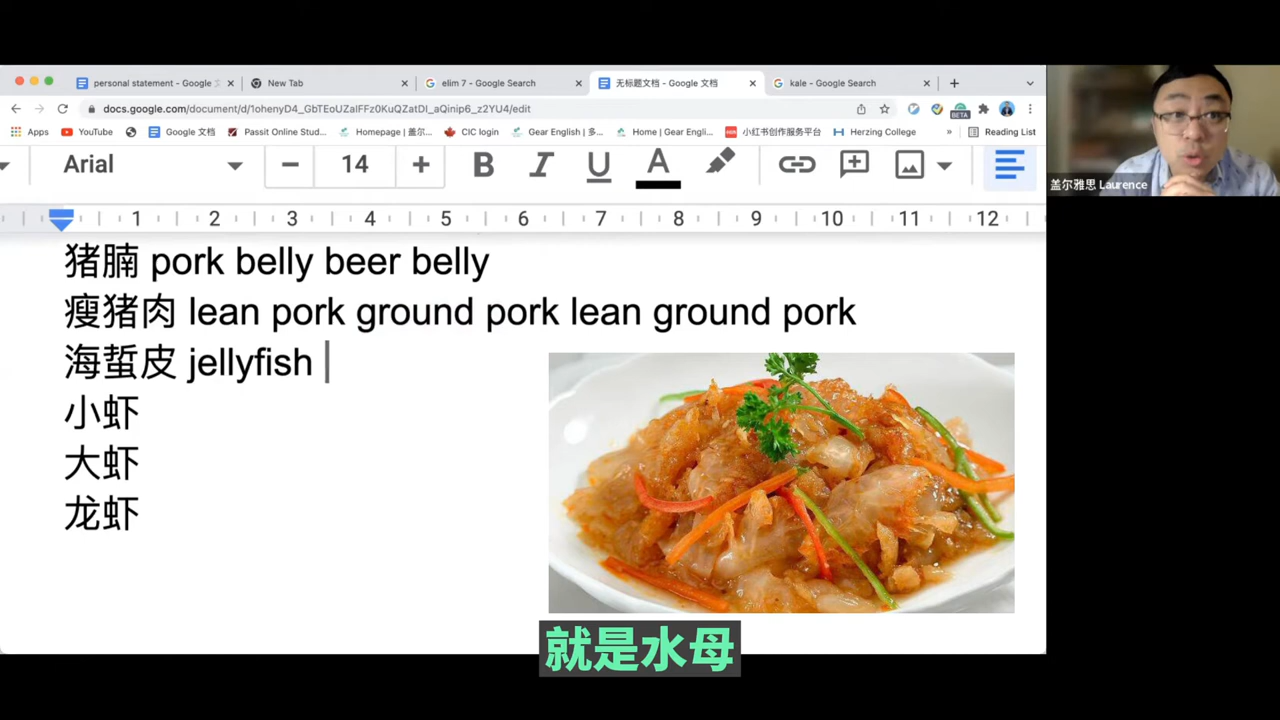 personal statement - Google 文
New Tab
elim 7 - Google Search
无标题文档 - Google 文档
kale - Google Search
docs.google.com/document/d/1ohenyD4_GbTEoUZalFFz0KuQZatDI_aQinip6_z2YU4/edit
BETA
Apps YouTube Google 文档 Passit Online Stud... Homepage | 盖尔... CIC login Gear English | 多... Home | Gear Engli... 小红书创作服务平台 Herzing College » Reading List
Arial 14 B I U A
1 2 3 4 5 6 7 8 9 10 11 12
盖尔雅思 Laurence
猪腩 pork belly beer belly
瘦猪肉 lean pork ground pork lean ground pork
海蜇皮 jellyfish
小虾
大虾
龙虾
就是水母